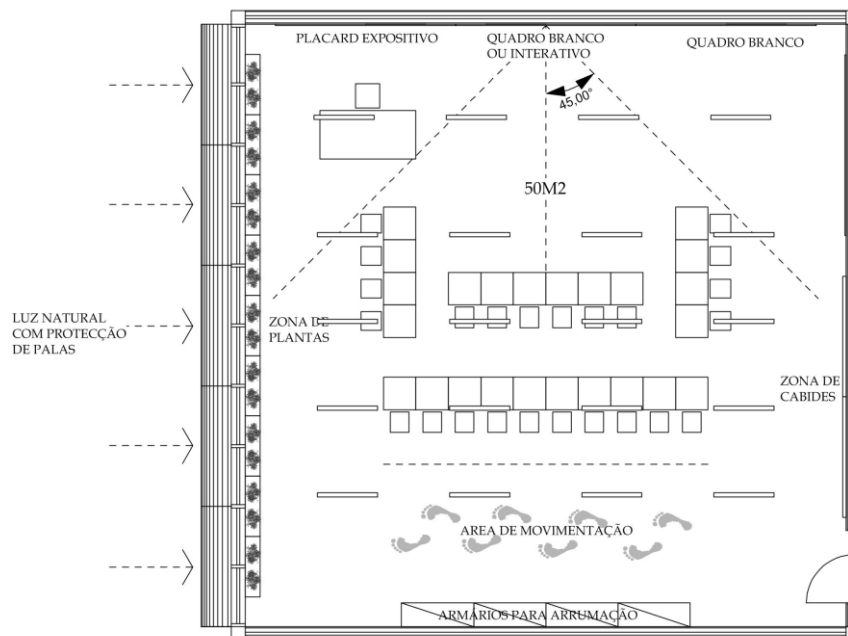 PLACARD EXPOSITIVO
QUADRO BRANCO
OU INTERATIVO
QUADRO BRANCO
45,00°
50M2
LUZ NATURAL
COM PROTECÇÃO
DE PALAS
ZONA DE
PLANTAS
ZONA DE
CABIDES
AREA DE MOVIMENTAÇÃO
ARMÁRIOS PARA ARRUMAÇÃO